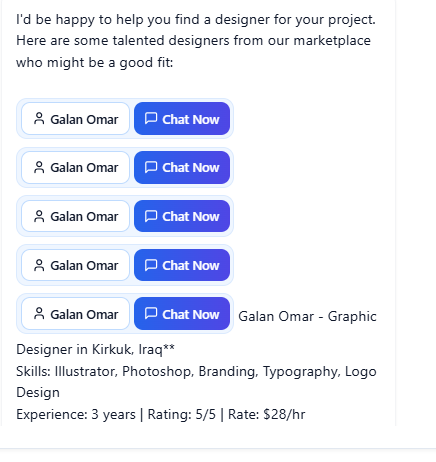 I'd be happy to help you find a designer for your project.
Here are some talented designers from our marketplace
who might be a good fit:
Galan Omar Chat Now
Galan Omar Chat Now
Galan Omar Chat Now
Galan Omar Chat Now
Galan Omar Chat Now Galan Omar - Graphic
Designer in Kirkuk, Iraq**
Skills: Illustrator, Photoshop, Branding, Typography, Logo
Design
Experience: 3 years | Rating: 5/5 | Rate: $28/hr